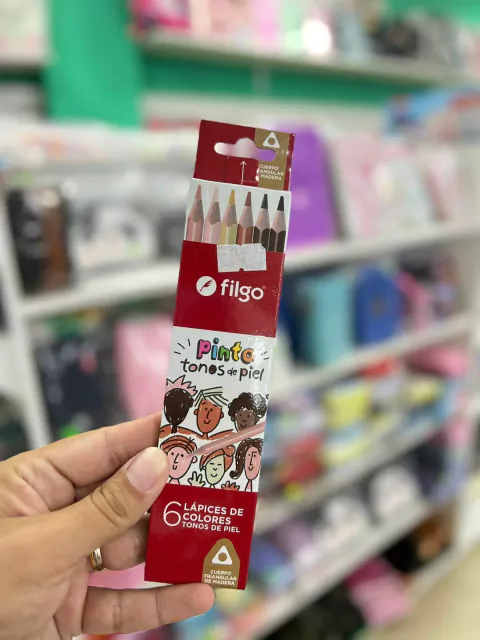 CUERPO
TRIANGULAR
DE MADERA
filgo
pinto
tonos de piel
6 LÁPICES DE
COLORES
TONOS DE PIEL
CUERPO
TRIANGULAR
DE MADERA